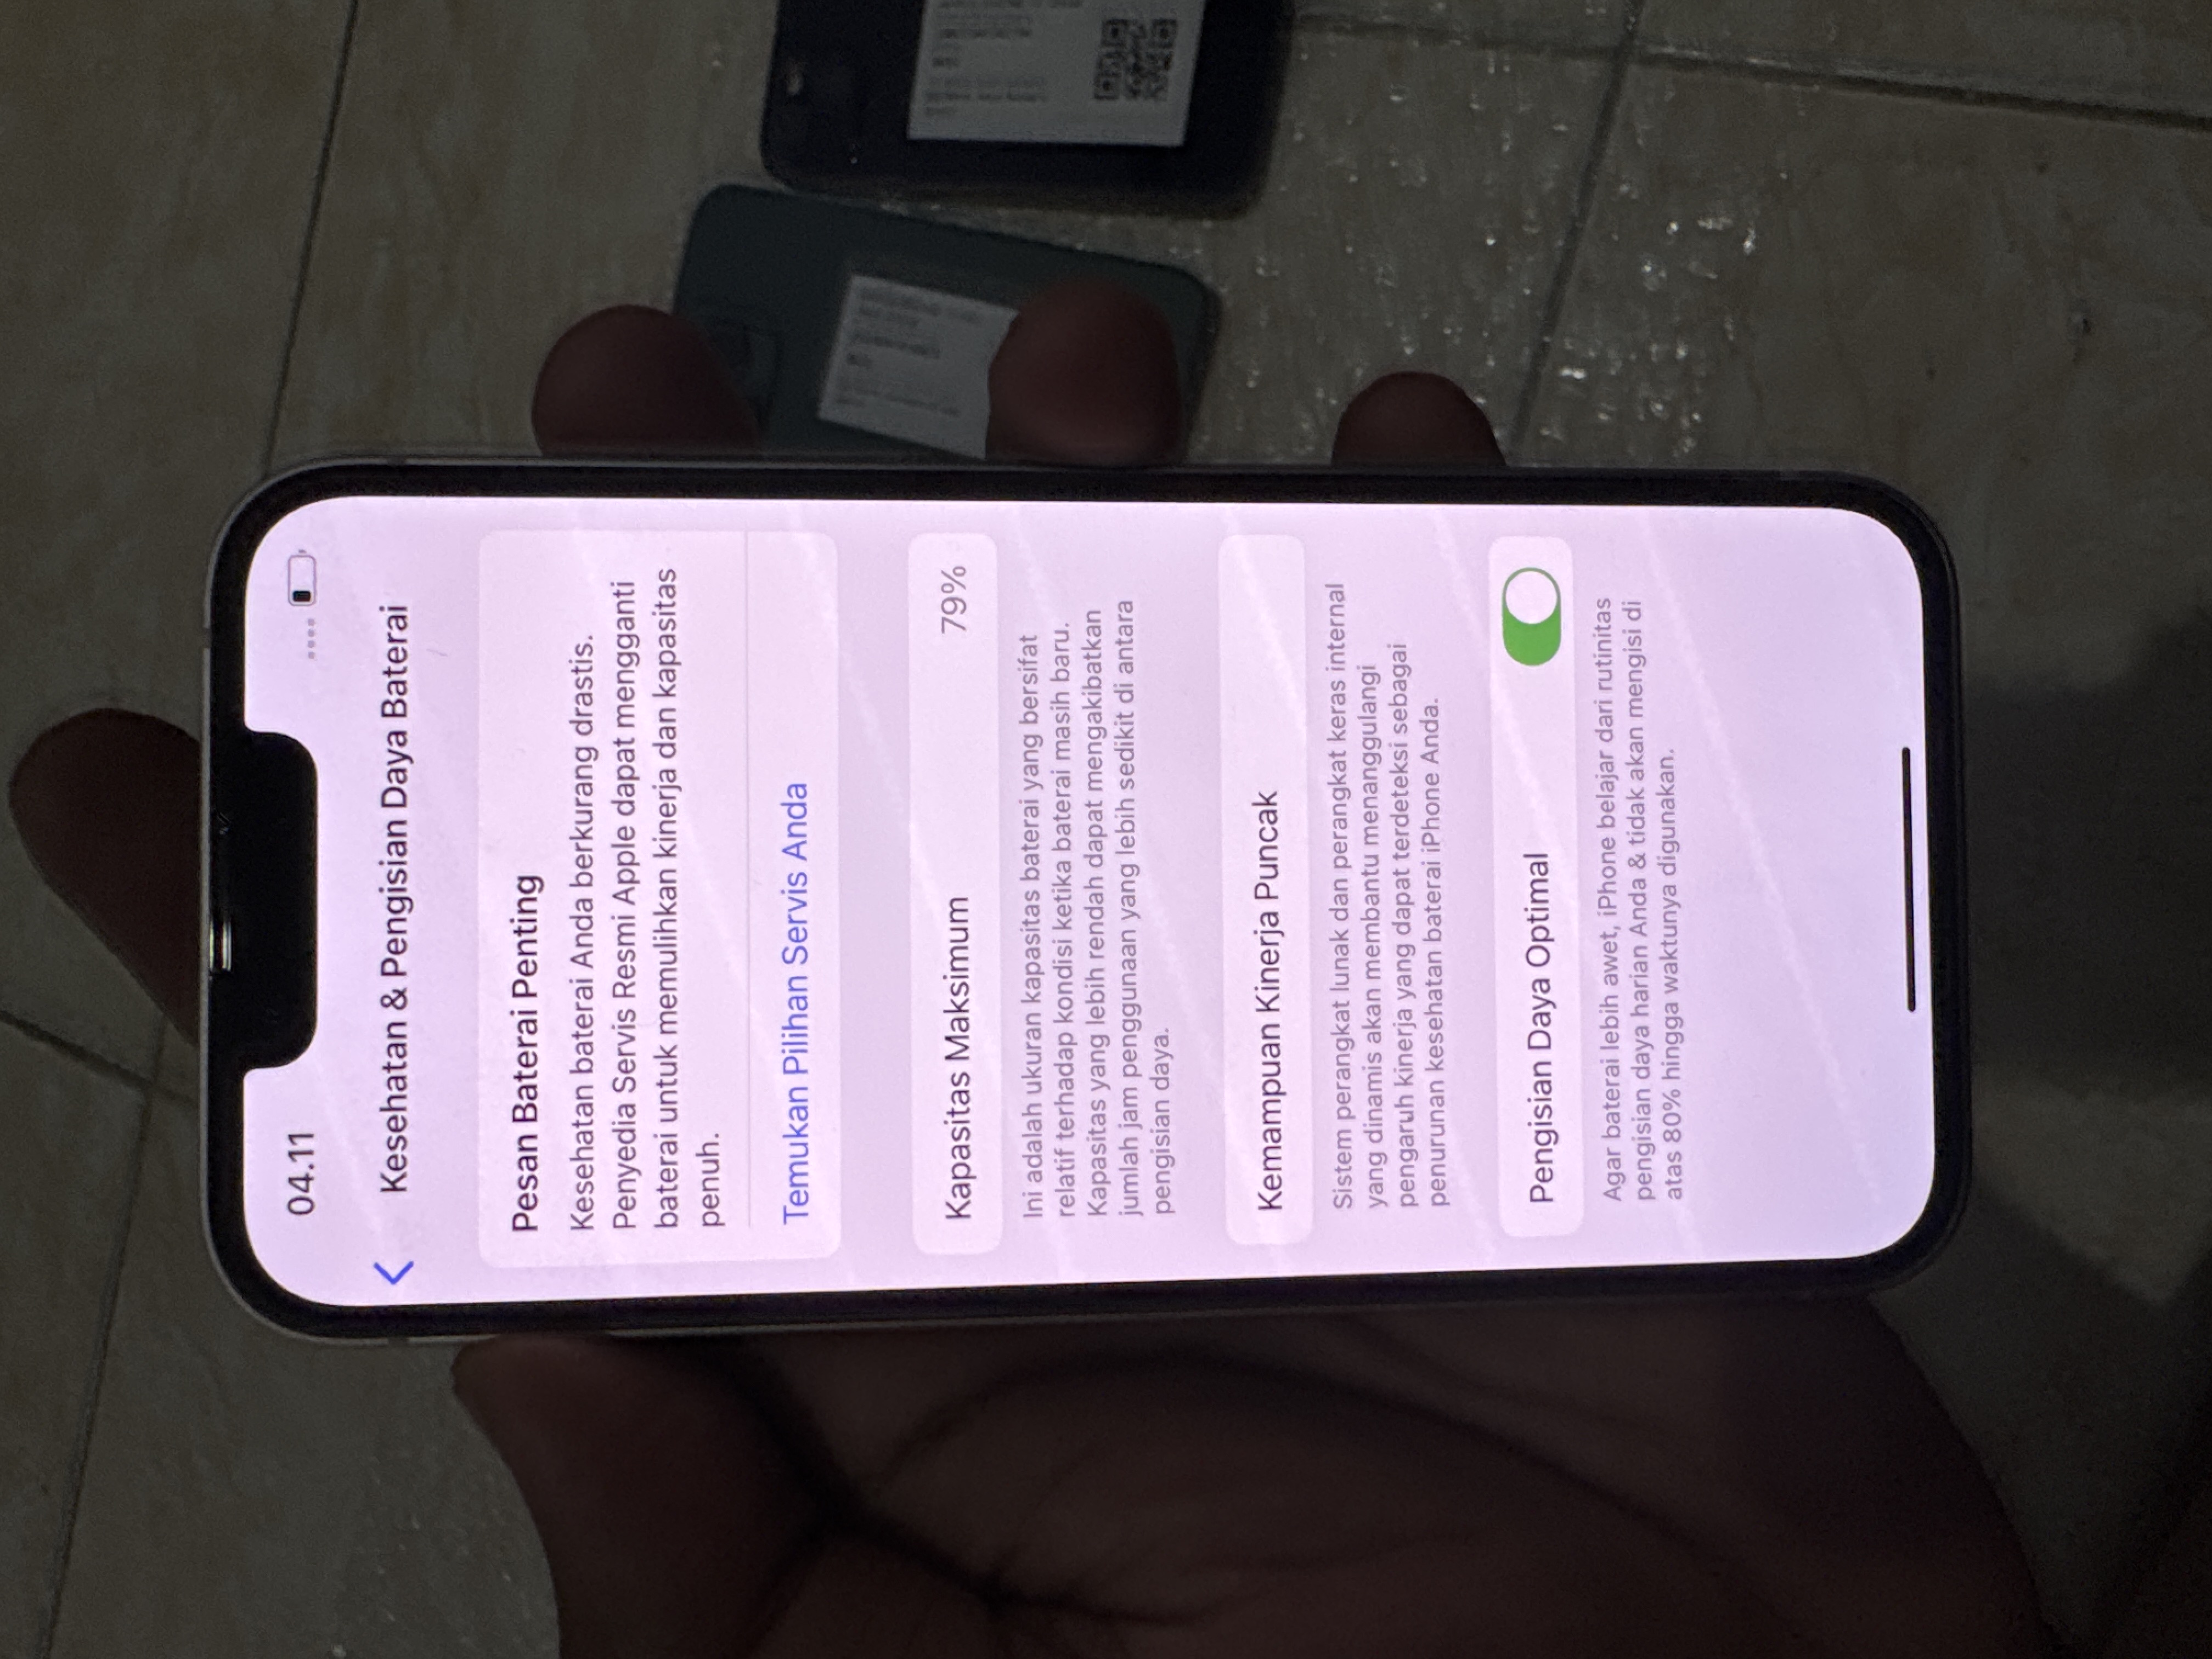 04.11
Kesehatan & Pengisian Daya Baterai
Pesan Baterai Penting
Kesehatan baterai Anda berkurang drastis.
Penyedia Servis Resmi Apple dapat mengganti
baterai untuk memulihkan kinerja dan kapasitas
penuh.
Temukan Pilihan Servis Anda
Kapasitas Maksimum 79%
Ini adalah ukuran kapasitas baterai yang bersifat
relatif terhadap kondisi ketika baterai masih baru.
Kapasitas yang lebih rendah dapat mengakibatkan
jumlah jam penggunaan yang lebih sedikit di antara
pengisian daya.
Kemampuan Kinerja Puncak
Sistem perangkat lunak dan perangkat keras internal
yang dinamis akan membantu menanggulangi
pengaruh kinerja yang dapat terdeteksi sebagai
penurunan kesehatan baterai iPhone Anda.
Pengisian Daya Optimal
Agar baterai lebih awet, iPhone belajar dari rutinitas
pengisian daya harian Anda & tidak akan mengisi di
atas 80% hingga waktunya digunakan.